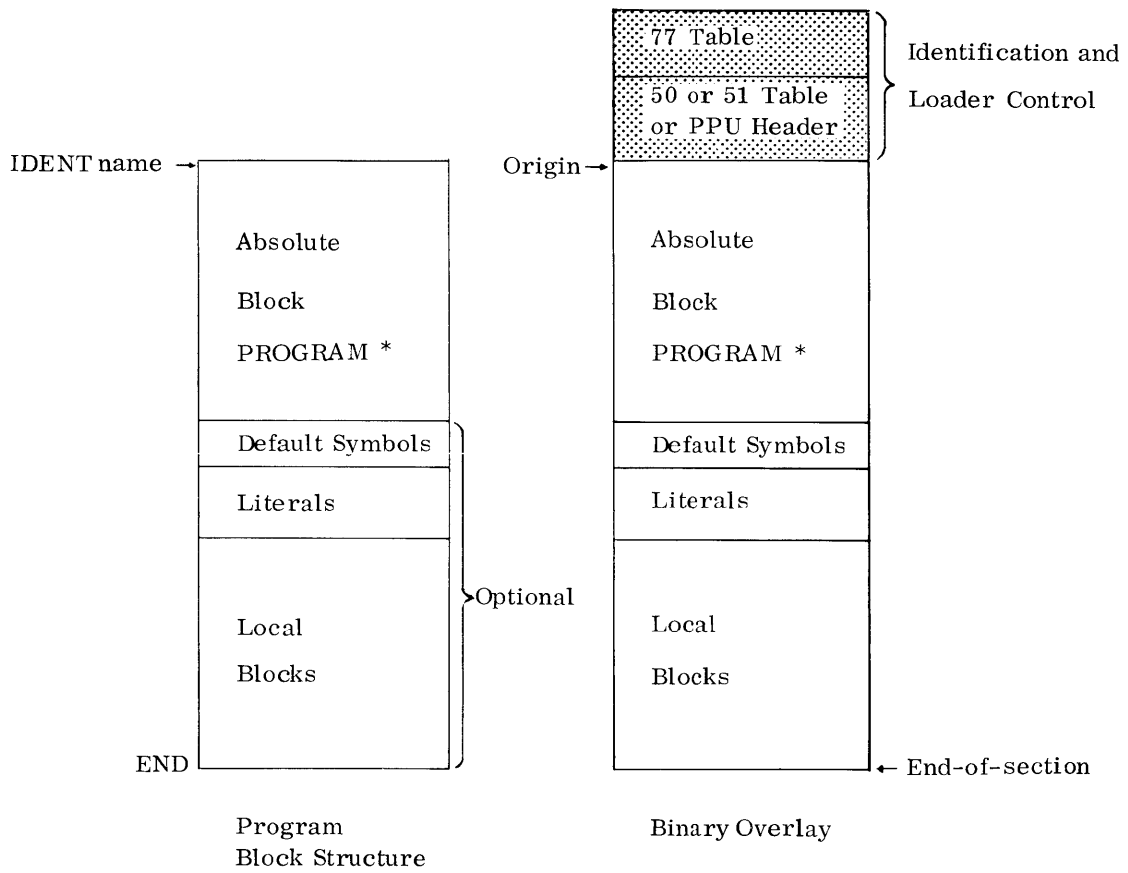 77 Table
50 or 51 Table
or PPU Header
Identification and
Loader Control
IDENT name
Origin
Absolute
Block
PROGRAM *
Absolute
Block
PROGRAM *
Default Symbols
Literals
Local
Blocks
Optional
Default Symbols
Literals
Local
Blocks
END
End-of-section
Program
Block Structure
Binary Overlay